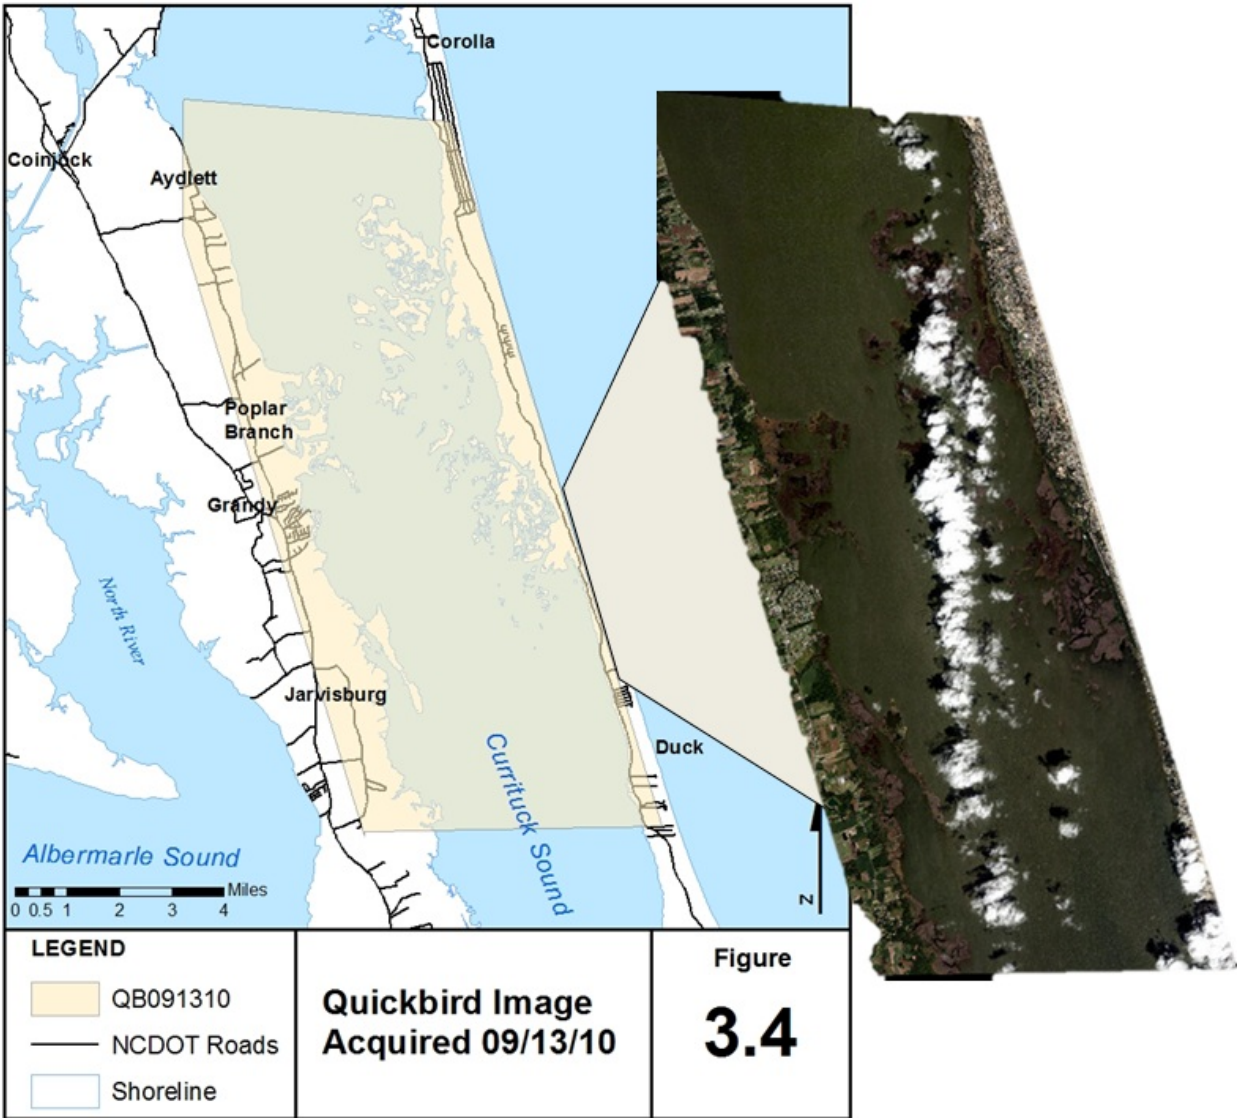 Corolla
Coinjock
Aydlett
Poplar
Branch
Grandy
North River
Jarvisburg
Duck
Currituck Sound
Albermarle Sound
Miles
0 0.5 1 2 3 4
N
LEGEND
QB091310
NCDOT Roads
Shoreline
Quickbird Image
Acquired 09/13/10
Figure
3.4